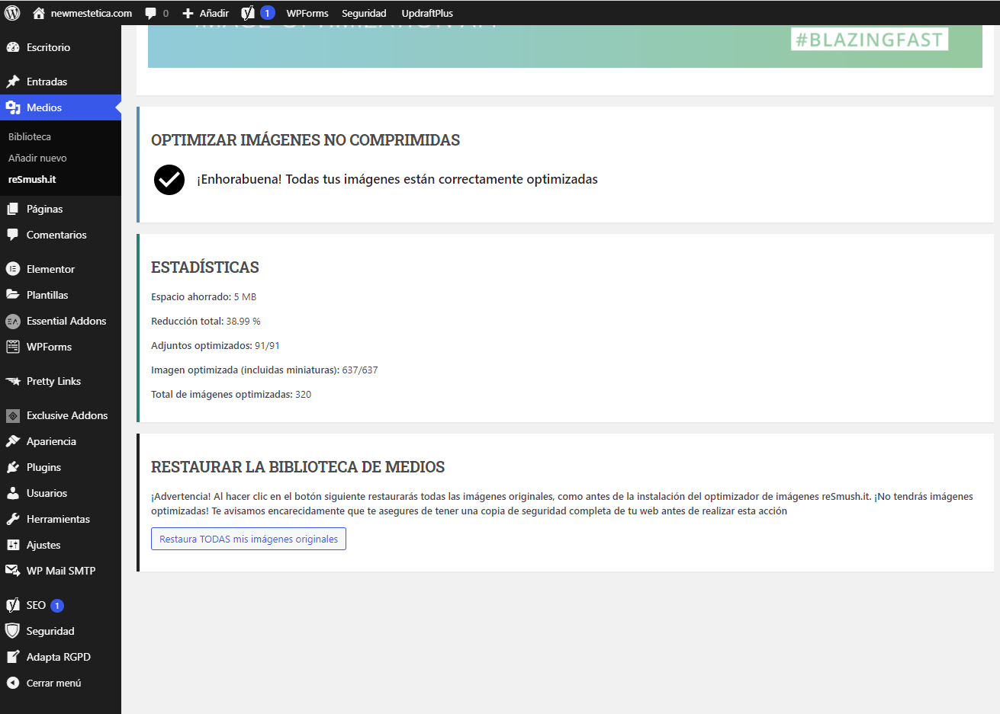 newmestetica.com 0 Añadir 1 WPForms Seguridad UpdraftPlus
Escritorio
Entradas
Medios
Biblioteca
Añadir nuevo
reSmush.it
Páginas
Comentarios
Elementor
Plantillas
Essential Addons
WPForms
Pretty Links
Exclusive Addons
Apariencia
Plugins
Usuarios
Herramientas
Ajustes
WP Mail SMTP
SEO 1
Seguridad
Adapta RGPD
Cerrar menú
IMAGE OPTIMIZATION API
#BLAZINGFAST
OPTIMIZAR IMÁGENES NO COMPRIMIDAS
¡Enhorabuena! Todas tus imágenes están correctamente optimizadas
ESTADÍSTICAS
Espacio ahorrado: 5 MB
Reducción total: 38.99 %
Adjuntos optimizados: 91/91
Imagen optimizada (incluidas miniaturas): 637/637
Total de imágenes optimizadas: 320
RESTAURAR LA BIBLIOTECA DE MEDIOS
¡Advertencia! Al hacer clic en el botón siguiente restaurarás todas las imágenes originales, como antes de la instalación del optimizador de imágenes reSmush.it. ¡No tendrás imágenes
optimizadas! Te avisamos encarecidamente que te asegures de tener una copia de seguridad completa de tu web antes de realizar esta acción
Restaura TODAS mis imágenes originales